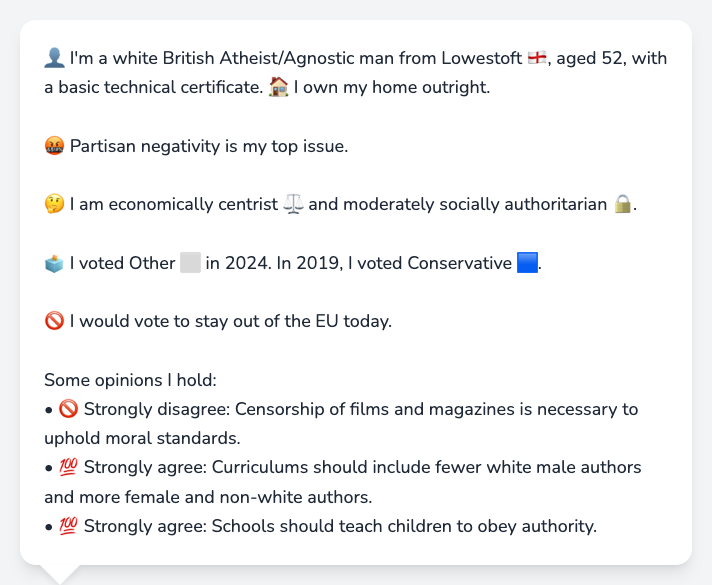 👤 I'm a white British Atheist/Agnostic man from Lowestoft 🏴󠁧󠁢󠁥󠁮󠁧󠁿, aged 52, with
a basic technical certificate. 🏠 I own my home outright.
🤬 Partisan negativity is my top issue.
🤔 I am economically centrist ⚖️ and moderately socially authoritarian 🔒.
🗳️ I voted Other ⬜ in 2024. In 2019, I voted Conservative 🟦.
🚫 I would vote to stay out of the EU today.
Some opinions I hold:
• 🚫 Strongly disagree: Censorship of films and magazines is necessary to
uphold moral standards.
• 💯 Strongly agree: Curriculums should include fewer white male authors
and more female and non-white authors.
• 💯 Strongly agree: Schools should teach children to obey authority.